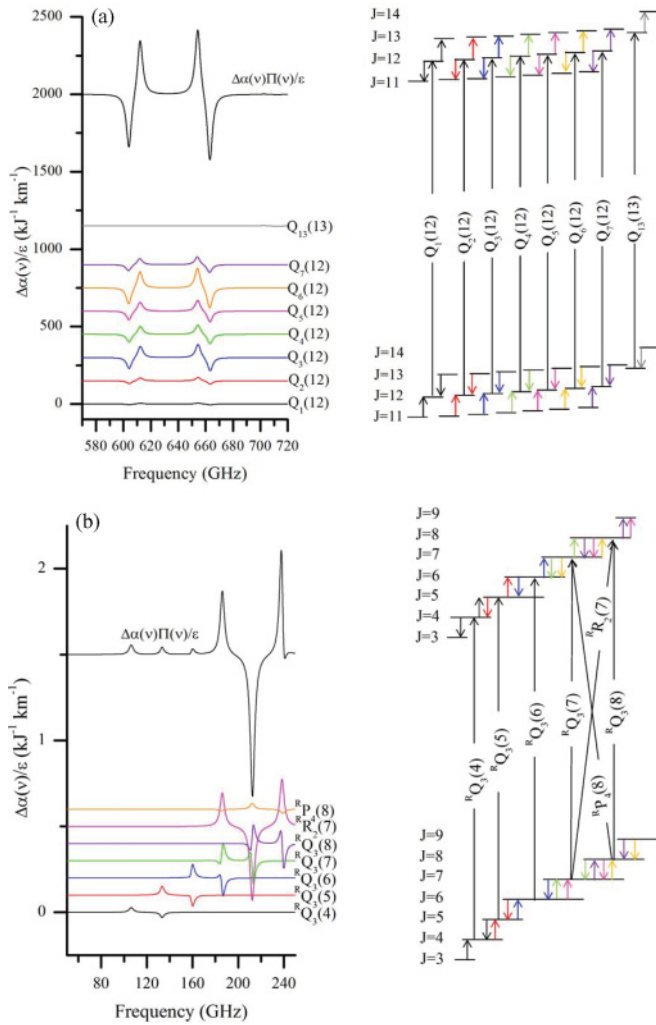 (a)
2500
2000
1500
1000
500
0
Δα(ν)/ε (kJ⁻¹ km⁻¹)
Δα(ν)Π(ν)/ε
Q₁₃(13)
Q₇(12)
Q₆(12)
Q₅(12)
Q₄(12)
Q₃(12)
Q₂(12)
Q₁(12)
580 600 620 640 660 680 700 720
Frequency (GHz)
J=14
J=13
J=12
J=11
Q₁(12)
Q₂(12)
Q₃(12)
Q₄(12)
Q₅(12)
Q₆(12)
Q₇(12)
Q₁₃(13)
J=14
J=13
J=12
J=11
(b)
2
1
0
Δα(ν)/ε (kJ⁻¹ km⁻¹)
Δα(ν)Π(ν)/ε
ᴿP₄(8)
ᴿR₂(7)
ᴿQ₃(8)
ᴿQ₃(7)
ᴿQ₃(6)
ᴿQ₃(5)
ᴿQ₃(4)
80 120 160 200 240
Frequency (GHz)
J=9
J=8
J=7
J=6
J=5
J=4
J=3
ᴿQ₃(4)
ᴿQ₃(5)
ᴿQ₃(6)
ᴿQ₃(7)
ᴿR₂(7)
ᴿP₄(8)
ᴿQ₃(8)
J=9
J=8
J=7
J=6
J=5
J=4
J=3